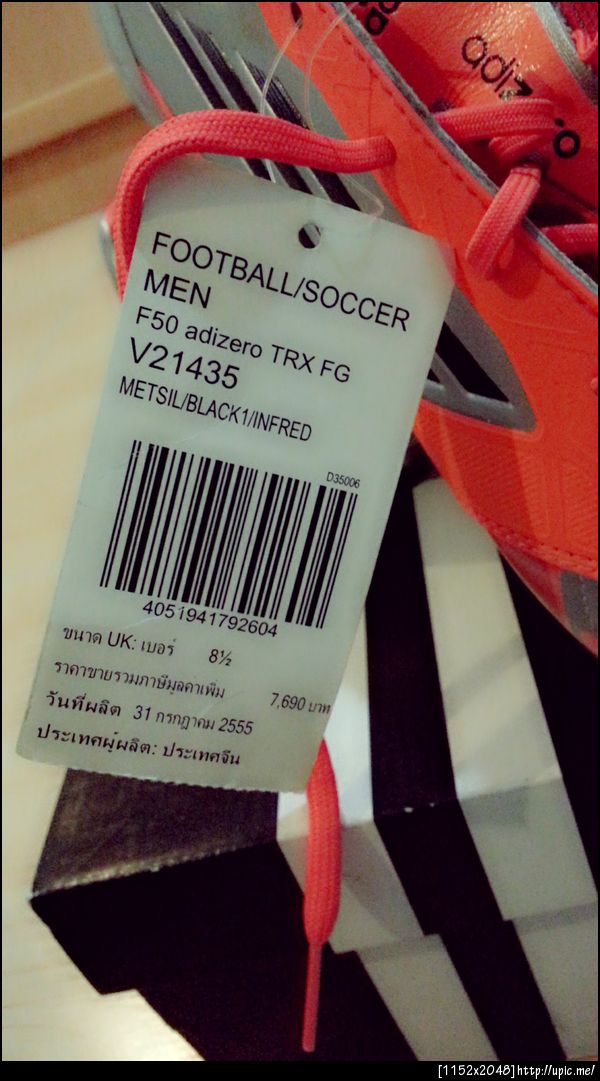 adizero
FOOTBALL/SOCCER
MEN
F50 adizero TRX FG
V21435
METSIL/BLACK1/INFRED
D35006
4051941792604
ขนาด UK: เบอร์ 8½
ราคาขายรวมภาษีมูลค่าเพิ่ม 7,690 บาท
วันที่ผลิต 31 กรกฎาคม 2555
ประเทศผู้ผลิต: ประเทศจีน
[1152x2048]http://upic.me/